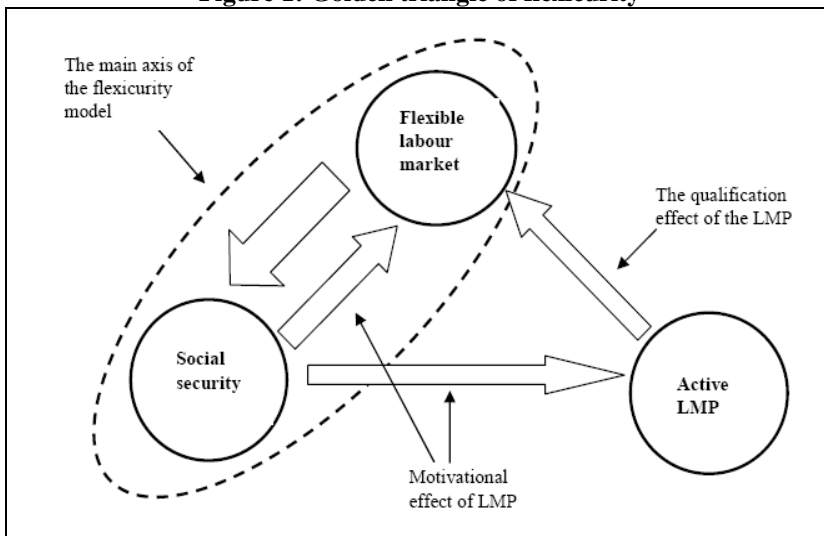 The main axis of
the flexicurity
model
Flexible
labour
market
The qualification
effect of the LMP
Social
security
Active
LMP
Motivational
effect of LMP